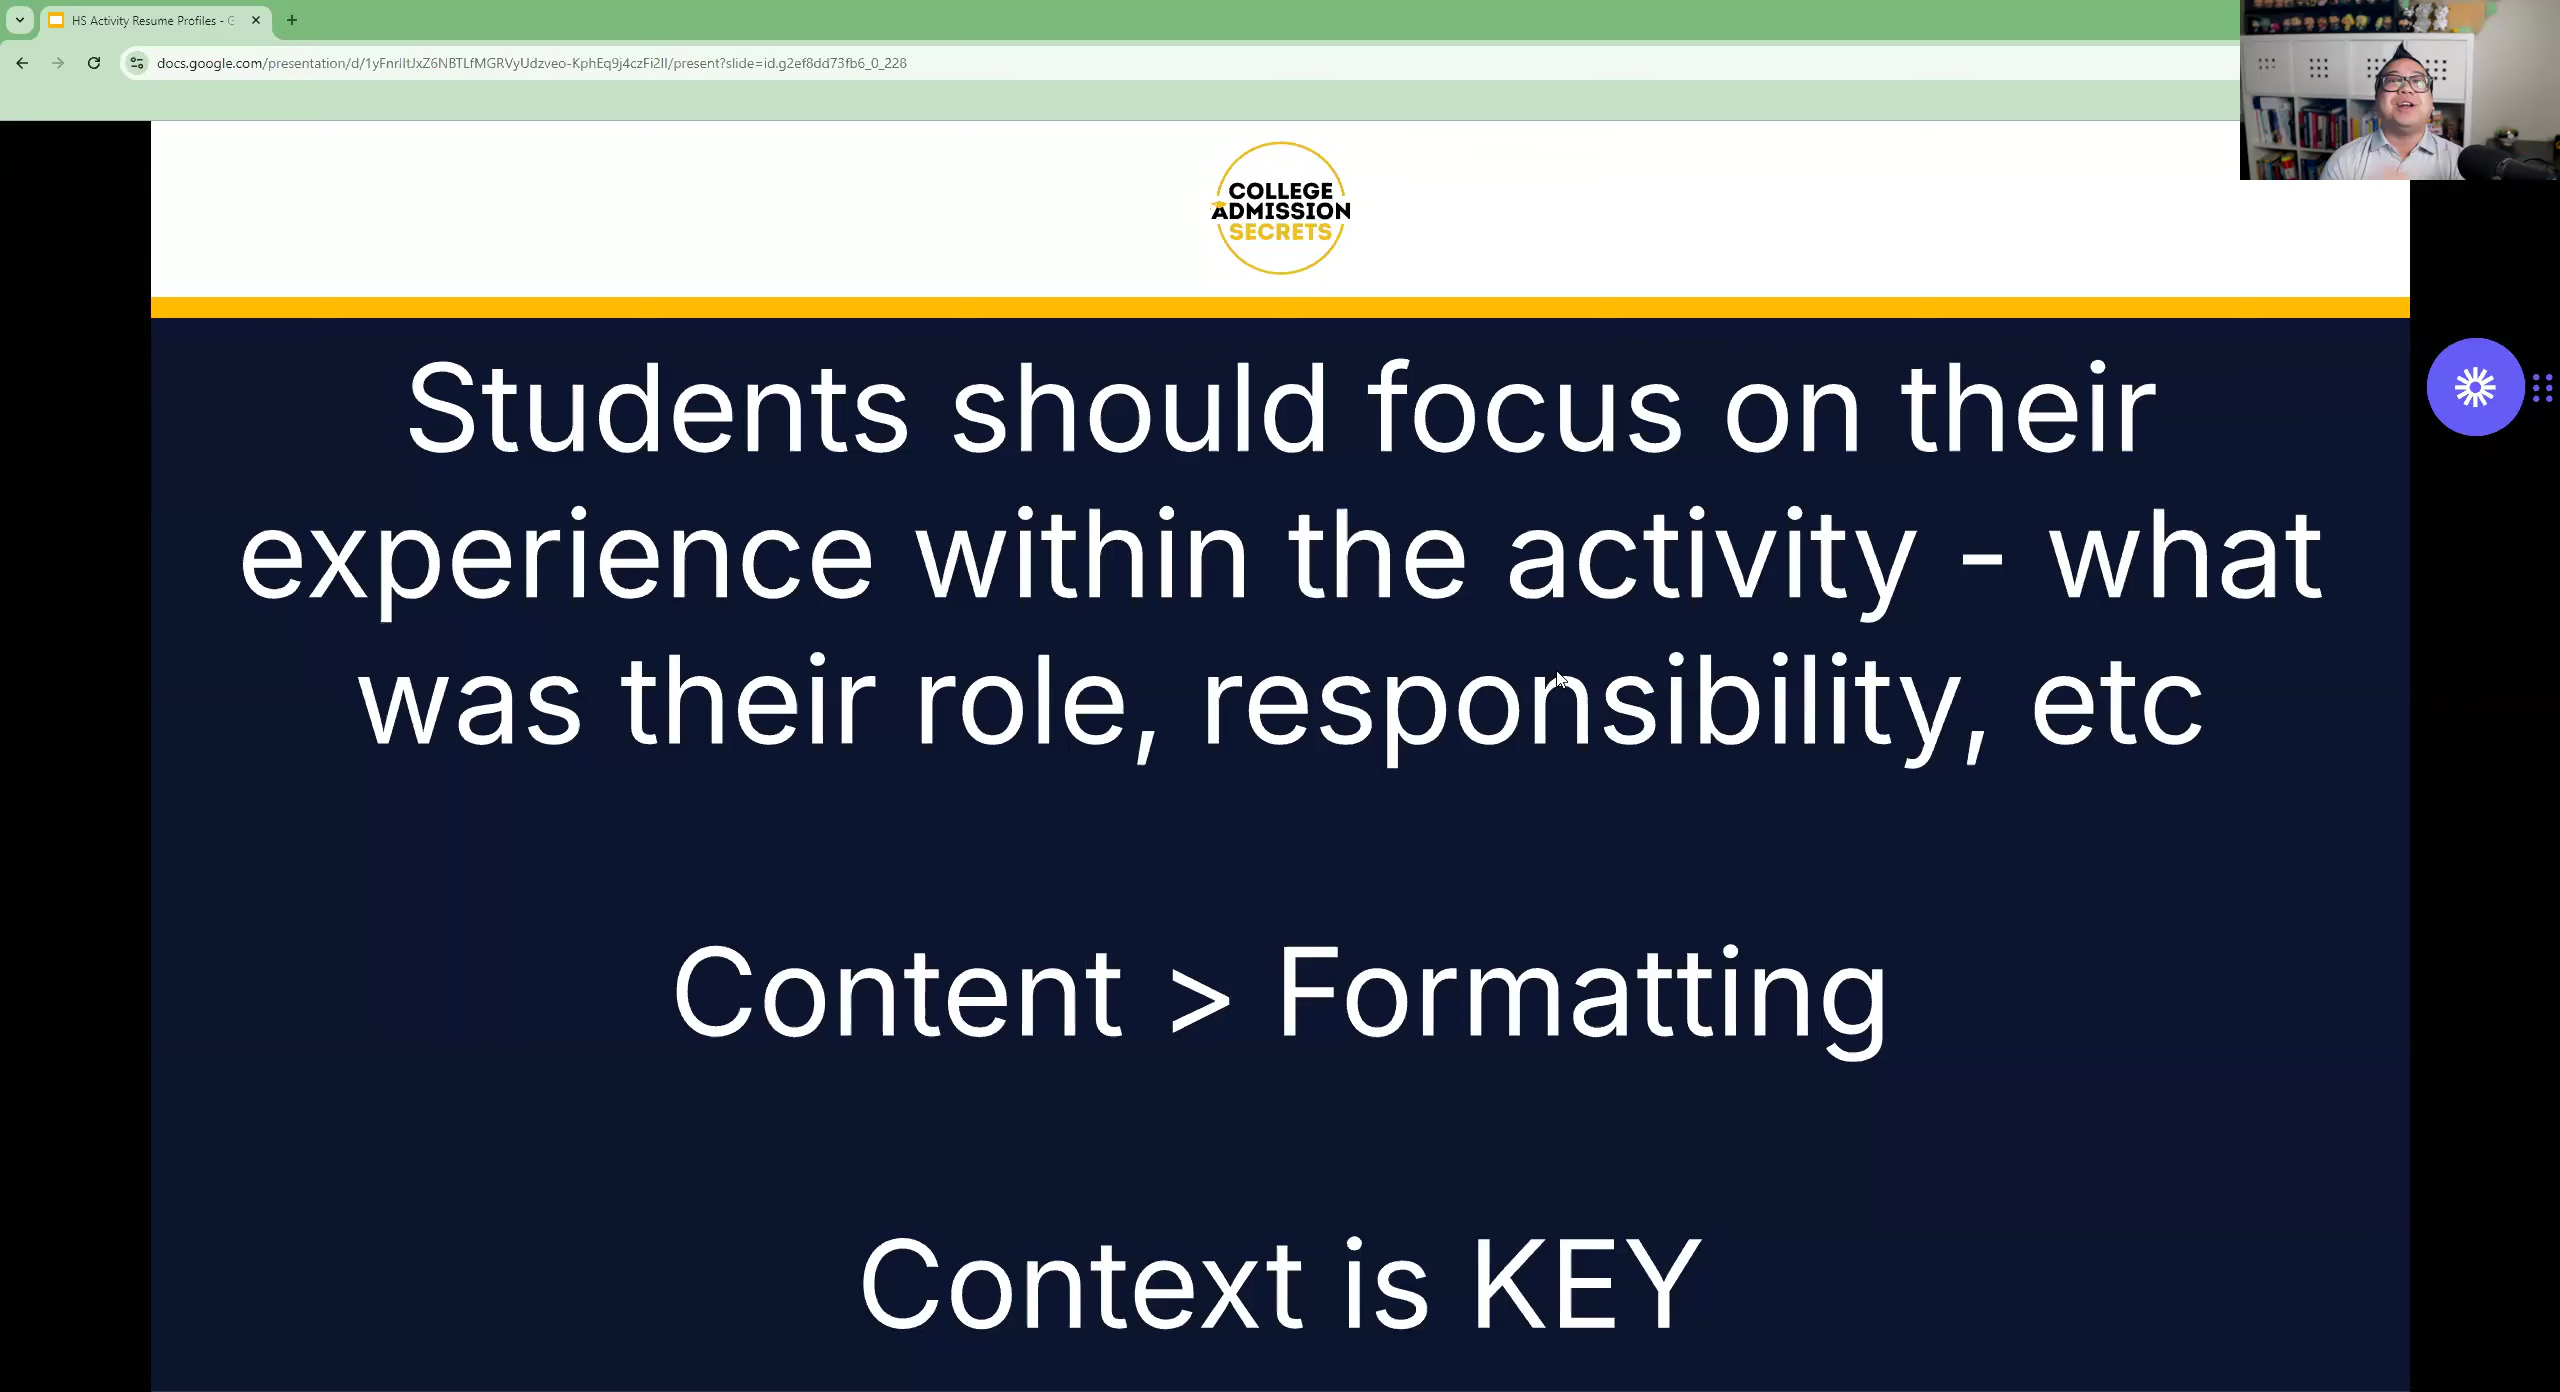 HS Activity Resume Profiles - G
docs.google.com/presentation/d/1yFnrlItJxZ6NBTLfMGRVyUdzveo-KphEq9j4czFi2lI/present?slide=id.g2ef8dd73fb6_0_228
COLLEGE
ADMISSION
SECRETS
Students should focus on their
experience within the activity - what
was their role, responsibility, etc
Content > Formatting
Context is KEY